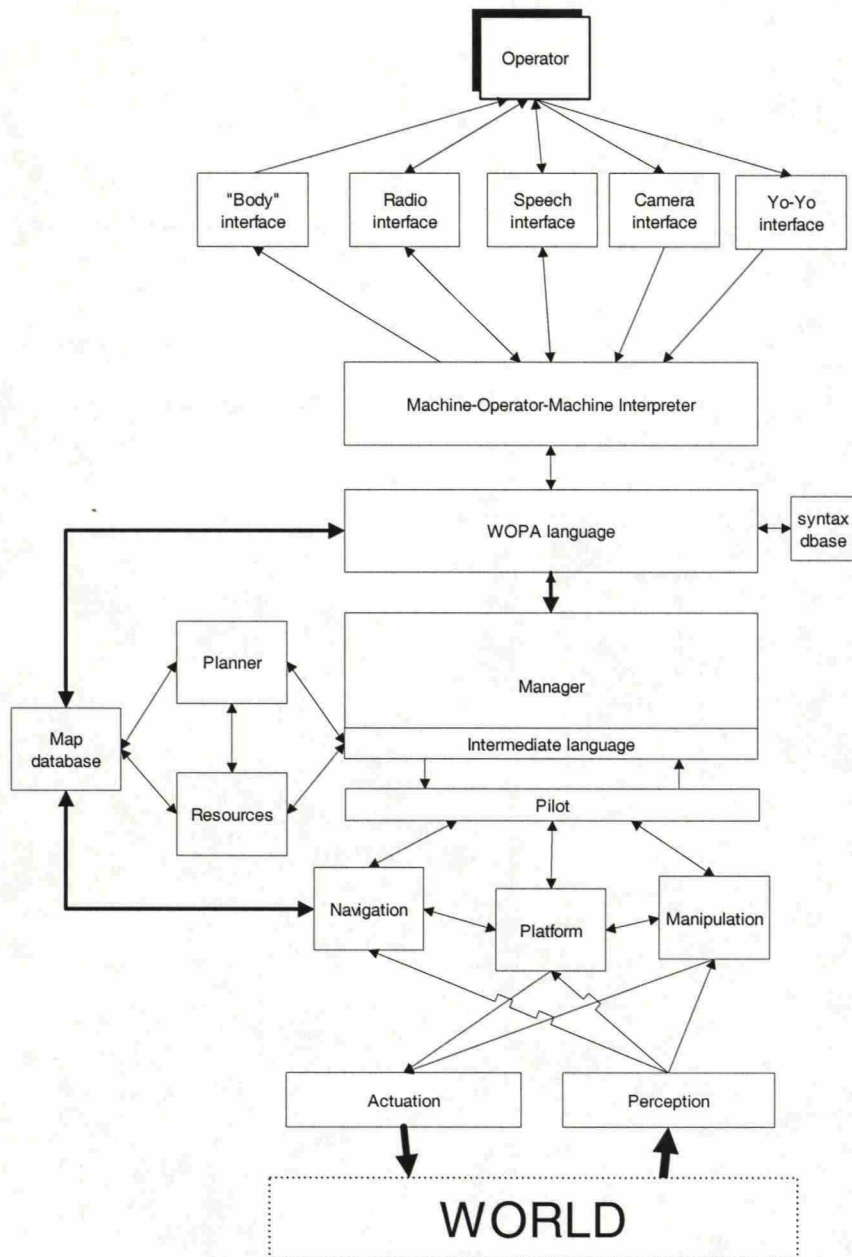 Operator
"Body"
interface
Radio
interface
Speech
interface
Camera
interface
Yo-Yo
interface
Machine-Operator-Machine Interpreter
WOPA language
syntax
dbase
Planner
Manager
Map
database
Intermediate language
Resources
Pilot
Navigation
Platform
Manipulation
Actuation
Perception
WORLD